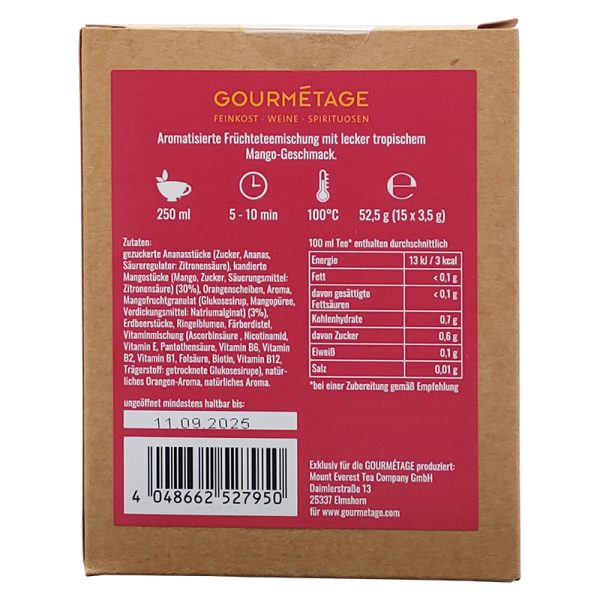 GOURMÉTAGE
FEINKOST · WEINE · SPIRITUOSEN
Aromatisierte Früchteteemischung mit lecker tropischem
Mango-Geschmack.
250 ml
5 - 10 min
100°C
℮
52,5 g (15 x 3,5 g)
Zutaten:
gezuckerte Ananasstücke (Zucker, Ananas,
Säureregulator: Zitronensäure), kandierte
Mangostücke (Mango, Zucker, Säuerungsmittel:
Zitronensäure) (30%), Orangenscheiben, Aroma,
Mangofruchtgranulat (Glukosesirup, Mangopüree,
Verdickungsmittel: Natriumalginat) (3%),
Erdbeerstücke, Ringelblumen, Färberdistel,
Vitaminmischung (Ascorbinsäure , Nicotinamid,
Vitamin E, Pantothensäure, Vitamin B6, Vitamin
B2, Vitamin B1, Folsäure, Biotin, Vitamin B12,
Trägerstoff: getrocknete Glukosesirupe), natür-
liches Orangen-Aroma, natürliches Aroma.
ungeöffnet mindestens haltbar bis:
11.09.2025
4 048662 527950
100 ml Tee* enthalten durchschnittlich
Energie 13 kJ / 3 kcal
Fett < 0,1 g
davon gesättigte
Fettsäuren < 0,1 g
Kohlenhydrate 0,7 g
davon Zucker 0,6 g
Eiweiß 0,1 g
Salz 0,01 g
*bei einer Zubereitung gemäß Empfehlung
Exklusiv für die GOURMÉTAGE produziert:
Mount Everest Tea Company GmbH
Daimlerstraße 13
25337 Elmshorn
für www.gourmetage.com